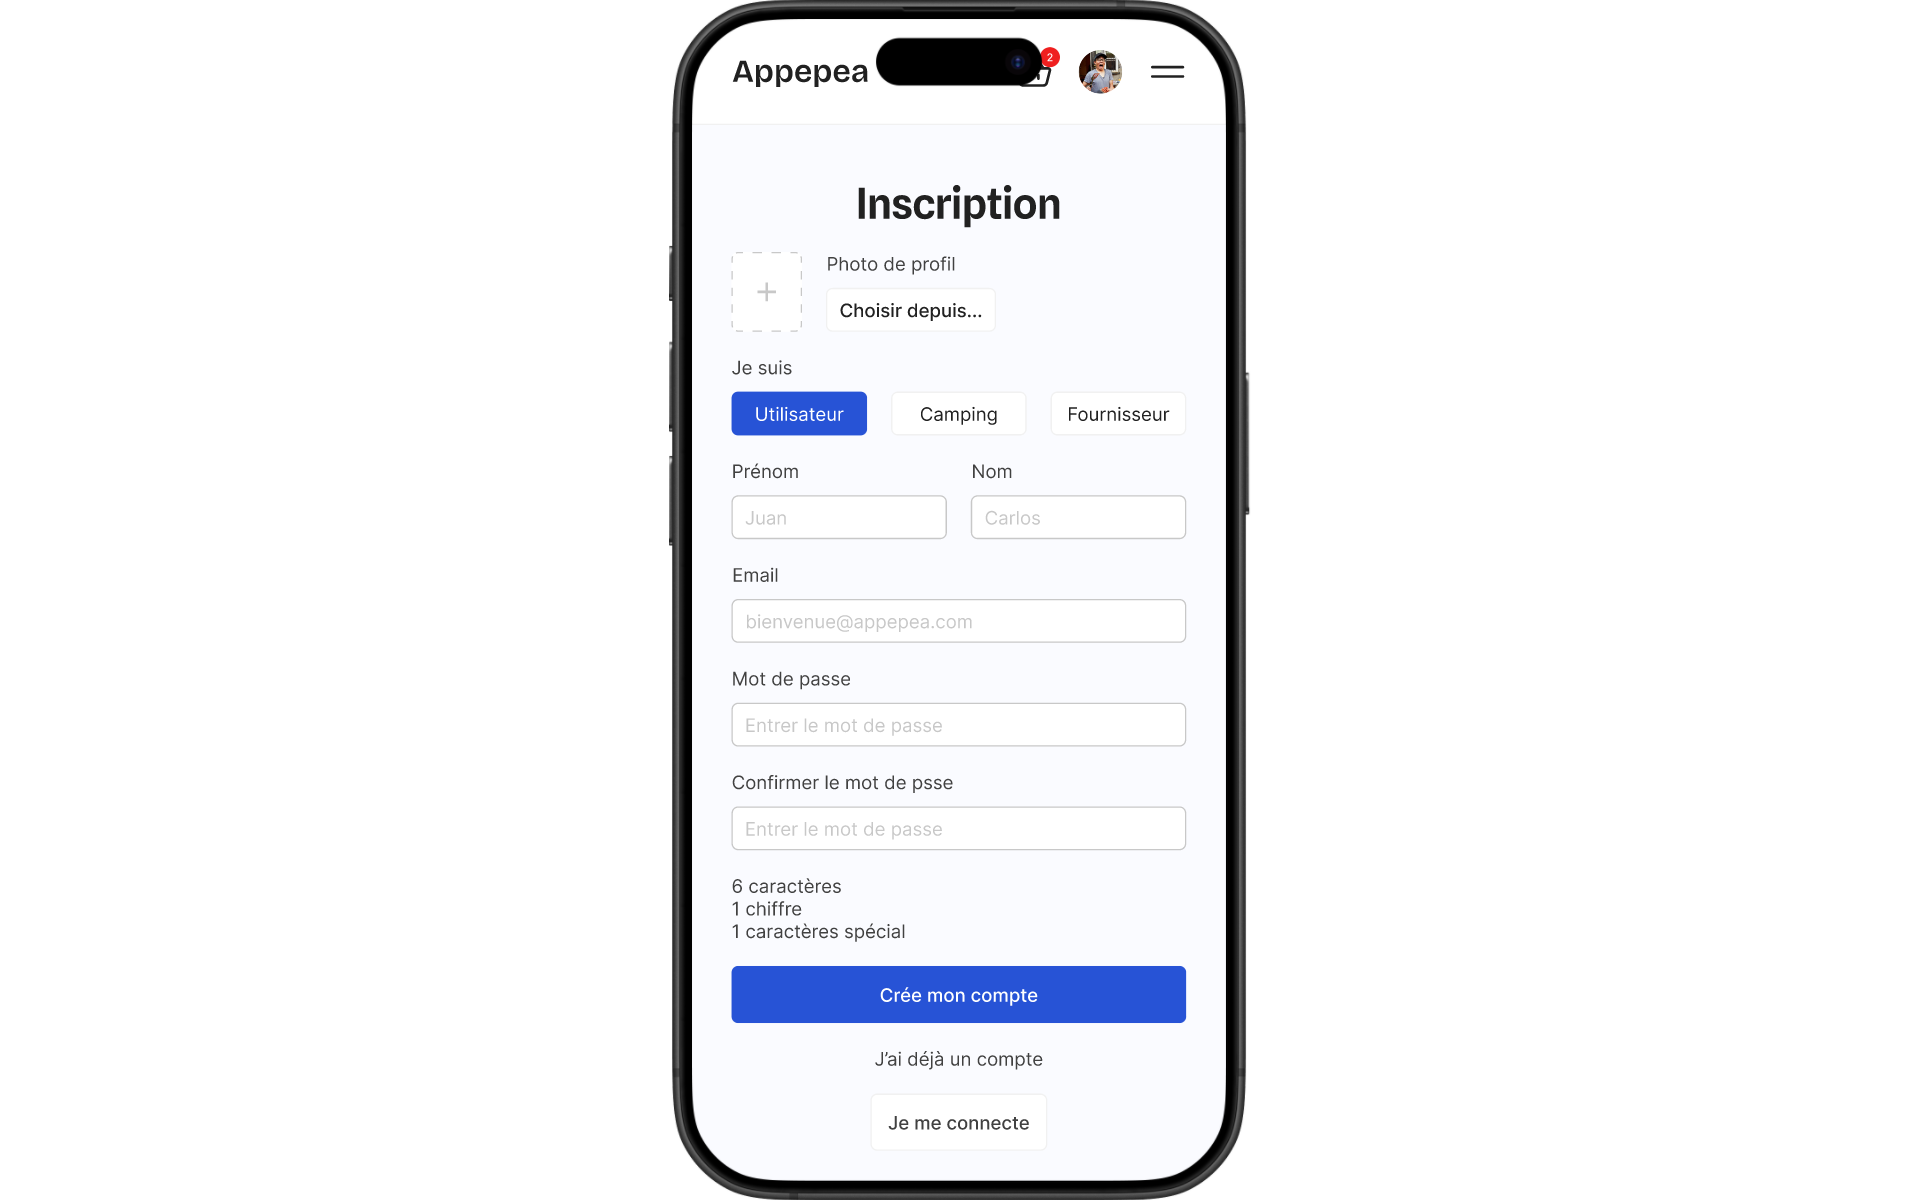 Appepea
2
Inscription
Photo de profil
Choisir depuis...
Je suis
Utilisateur Camping Fournisseur
Prénom Nom
Juan Carlos
Email
bienvenue@appepea.com
Mot de passe
Entrer le mot de passe
Confirmer le mot de psse
Entrer le mot de passe
6 caractères
1 chiffre
1 caractères spécial
Crée mon compte
J’ai déjà un compte
Je me connecte